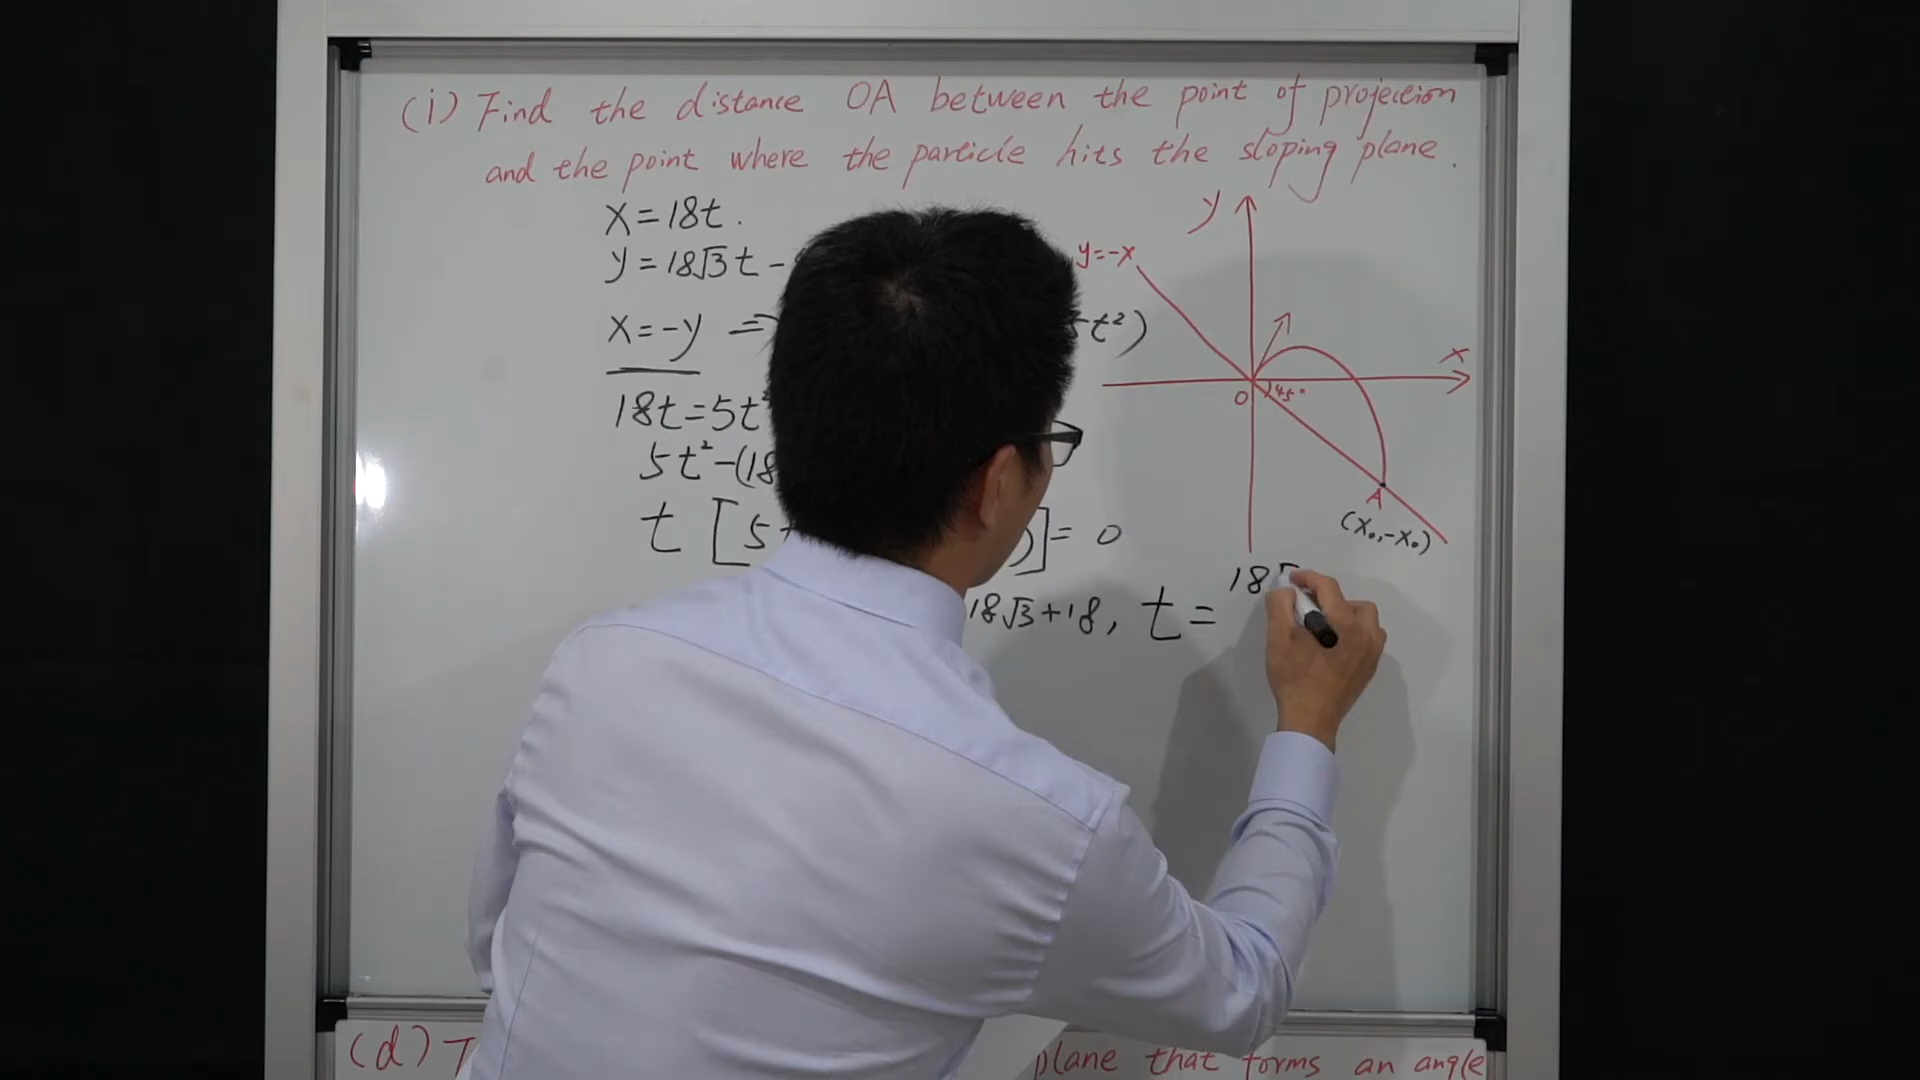 (i) Find the distance OA between the point of projection
and the point where the particle hits the sloping plane.
x = 18t.
y = 18√3t -
x = -y ⇒ t²)
18t = 5t²
5t² - (18
t [5t )] = 0
18√3 + 18, t = 18√
y
y = -x
x
O 45°
A
(x₀, -x₀)
(d) T plane that forms an angle